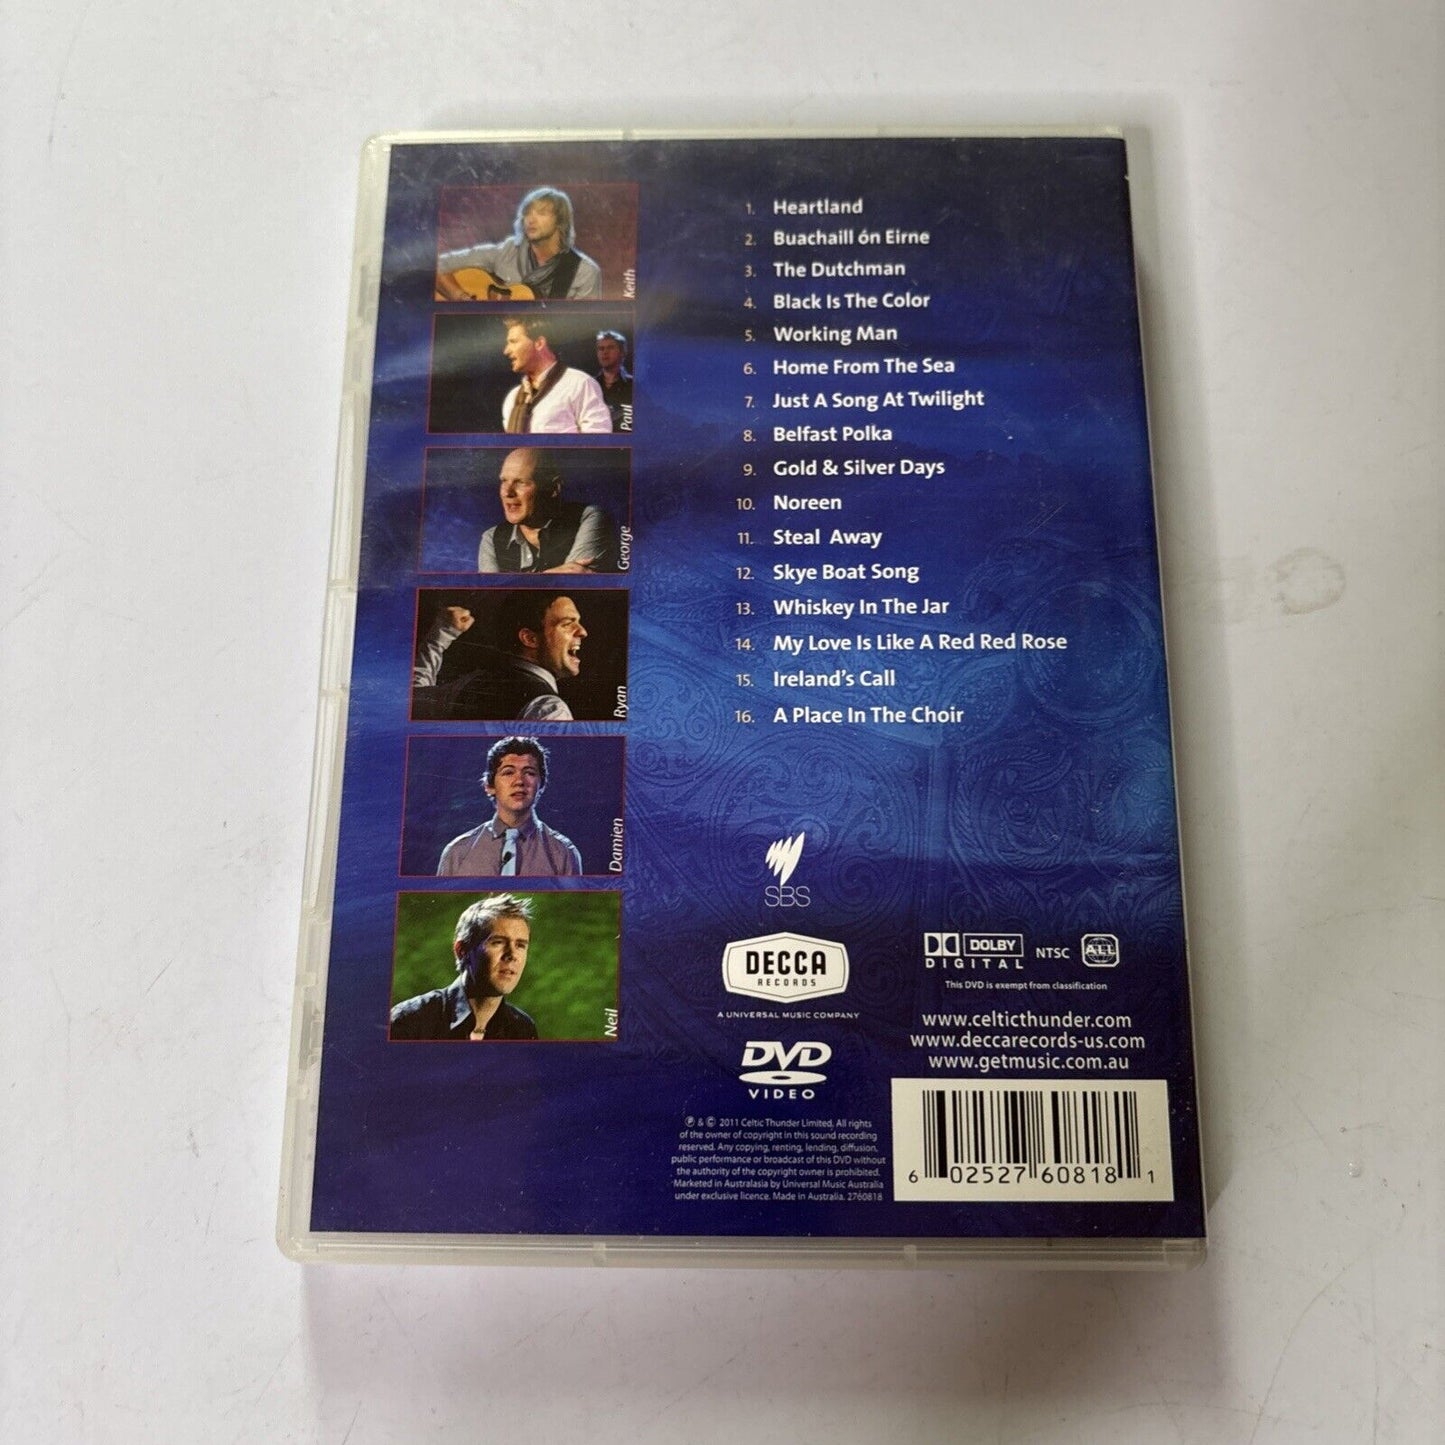 Keith
Paul
George
Ryan
Damien
Neil
1. Heartland
2. Buachaill ón Eirne
3. The Dutchman
4. Black Is The Color
5. Working Man
6. Home From The Sea
7. Just A Song At Twilight
8. Belfast Polka
9. Gold & Silver Days
10. Noreen
11. Steal Away
12. Skye Boat Song
13. Whiskey In The Jar
14. My Love Is Like A Red Red Rose
15. Ireland's Call
16. A Place In The Choir
SBS
DECCA
RECORDS
A UNIVERSAL MUSIC COMPANY
DVD
VIDEO
DOLBY
DIGITAL
NTSC
ALL
This DVD is exempt from classification
www.celticthunder.com
www.deccarecords-us.com
www.getmusic.com.au
℗ & © 2011 Celtic Thunder Limited. All rights
of the owner of copyright in this sound recording
reserved. Any copying, renting, lending, diffusion,
public performance or broadcast of this DVD without
the authority of the copyright owner is prohibited.
Marketed in Australasia by Universal Music Australia
under exclusive licence. Made in Australia. 2760818
6 02527 60818 1